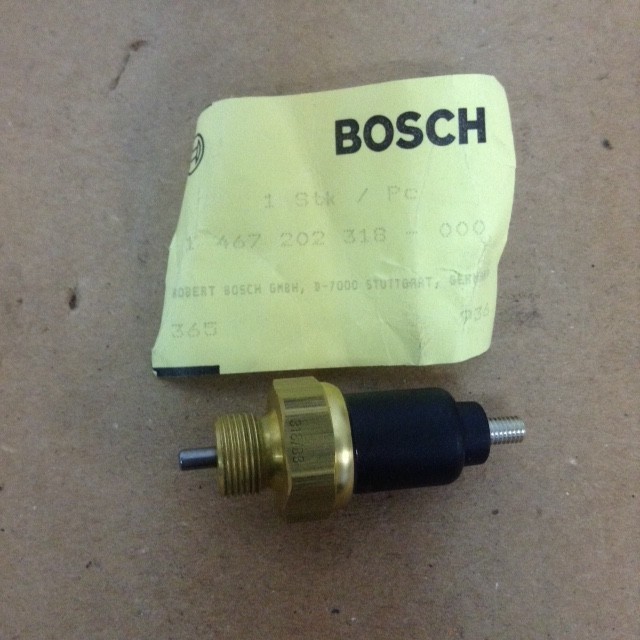 BOSCH
1 Stk / Pc
1 467 202 318 - 000
ROBERT BOSCH GMBH, D-7000 STUTTGART, GERMANY
365